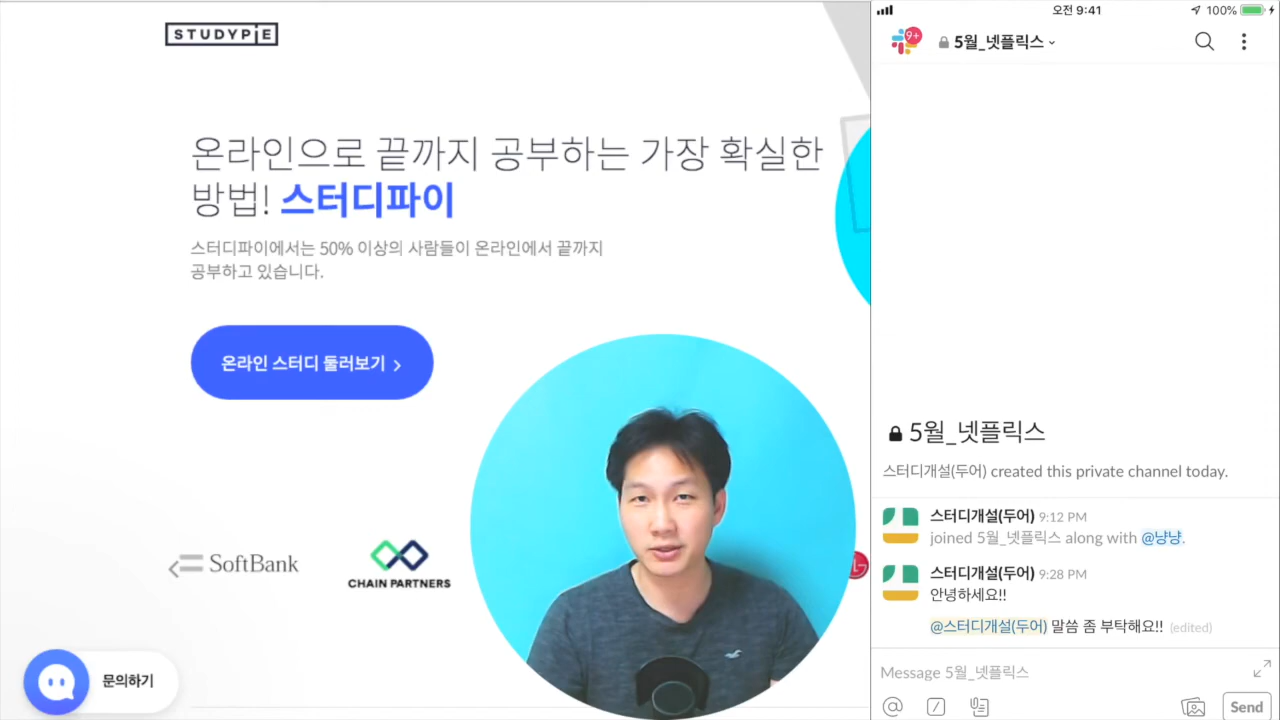 STUDYPIE
온라인으로 끝까지 공부하는 가장 확실한
방법! 스터디파이
스터디파이에서는 50% 이상의 사람들이 온라인에서 끝까지
공부하고 있습니다.
온라인 스터디 둘러보기 >
SoftBank
CHAIN PARTNERS
문의하기
오전 9:41
100%
9+
5월_넷플릭스
5월_넷플릭스
스터디개설(두어) created this private channel today.
스터디개설(두어) 9:12 PM
joined 5월_넷플릭스 along with @냥냥.
스터디개설(두어) 9:28 PM
안녕하세요!!
@스터디개설(두어) 말씀 좀 부탁해요!! (edited)
Message 5월_넷플릭스
@
Send